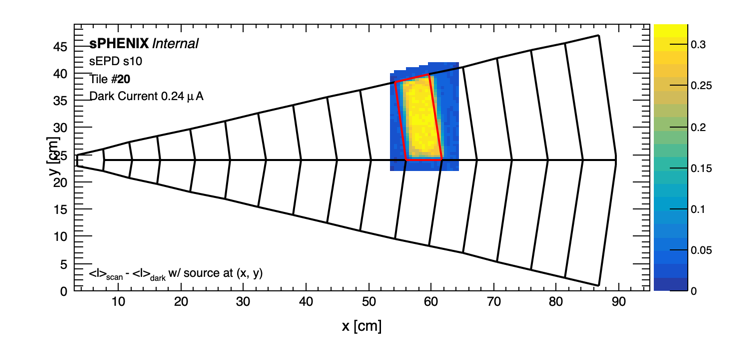 sPHENIX Internal
sEPD s10
Tile #20
Dark Current 0.24 μA
y [cm]
45
40
35
30
25
20
15
10
5
0
<I>scan - <I>dark w/ source at (x, y)
10 20 30 40 50 60 70 80 90
x [cm]
0.3
0.25
0.2
0.15
0.1
0.05
0